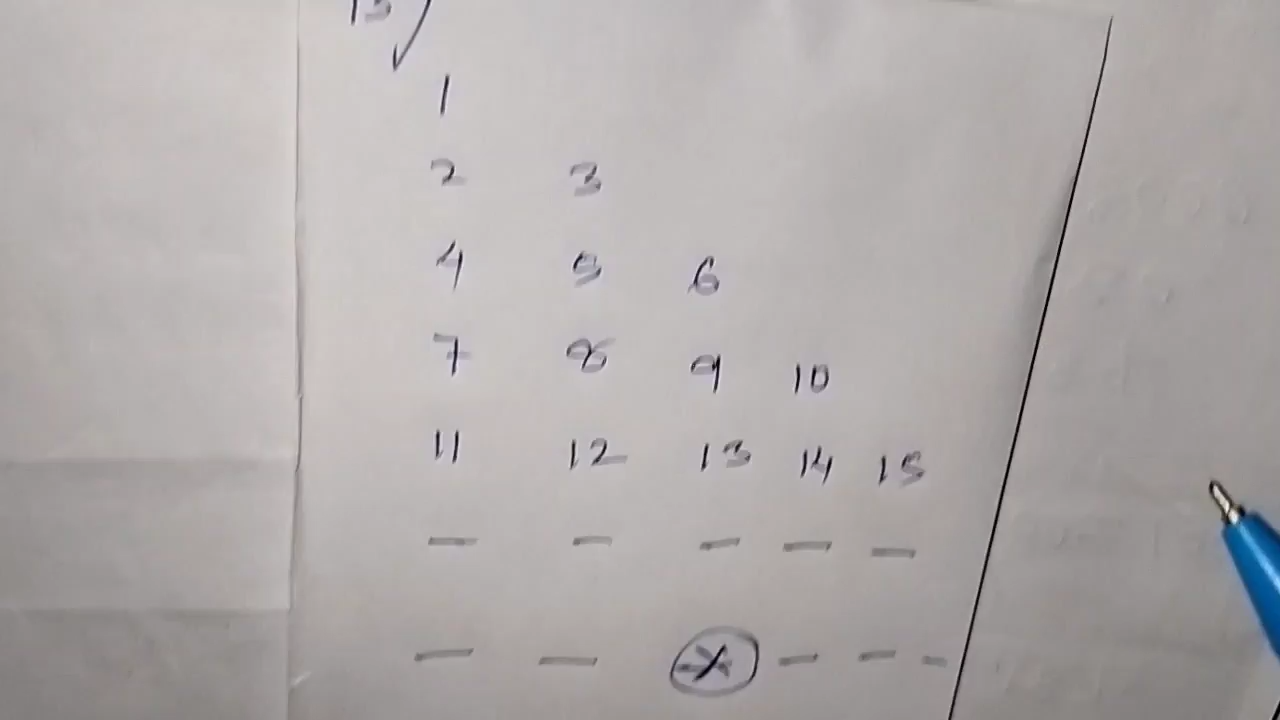 1
2 3
4 5 6
7 8 9 10
11 12 13 14 15
— — — — —
— — X — — -